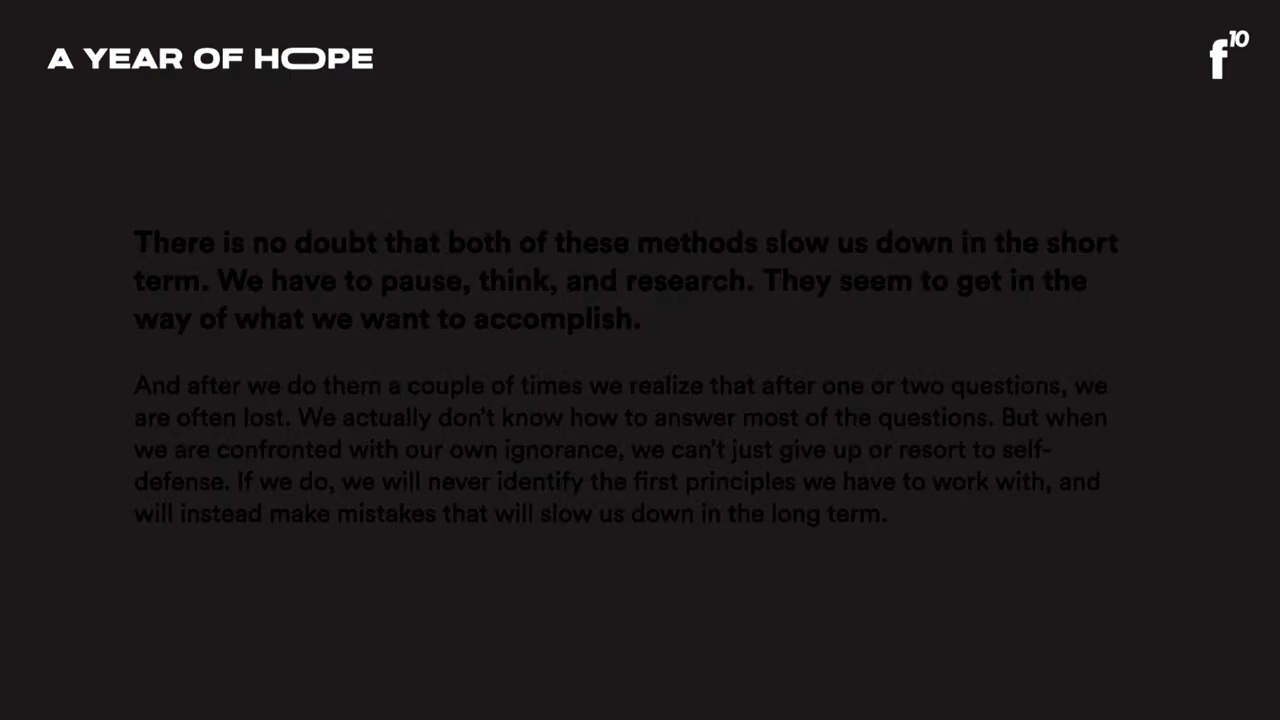 A YEAR OF HOPE
f10
There is no doubt that both of these methods slow us down in the short
term. We have to pause, think, and research. They seem to get in the
way of what we want to accomplish.
And after we do them a couple of times we realize that after one or two questions, we
are often lost. We actually don’t know how to answer most of the questions. But when
we are confronted with our own ignorance, we can’t just give up or resort to self-
defense. If we do, we will never identify the first principles we have to work with, and
will instead make mistakes that will slow us down in the long term.